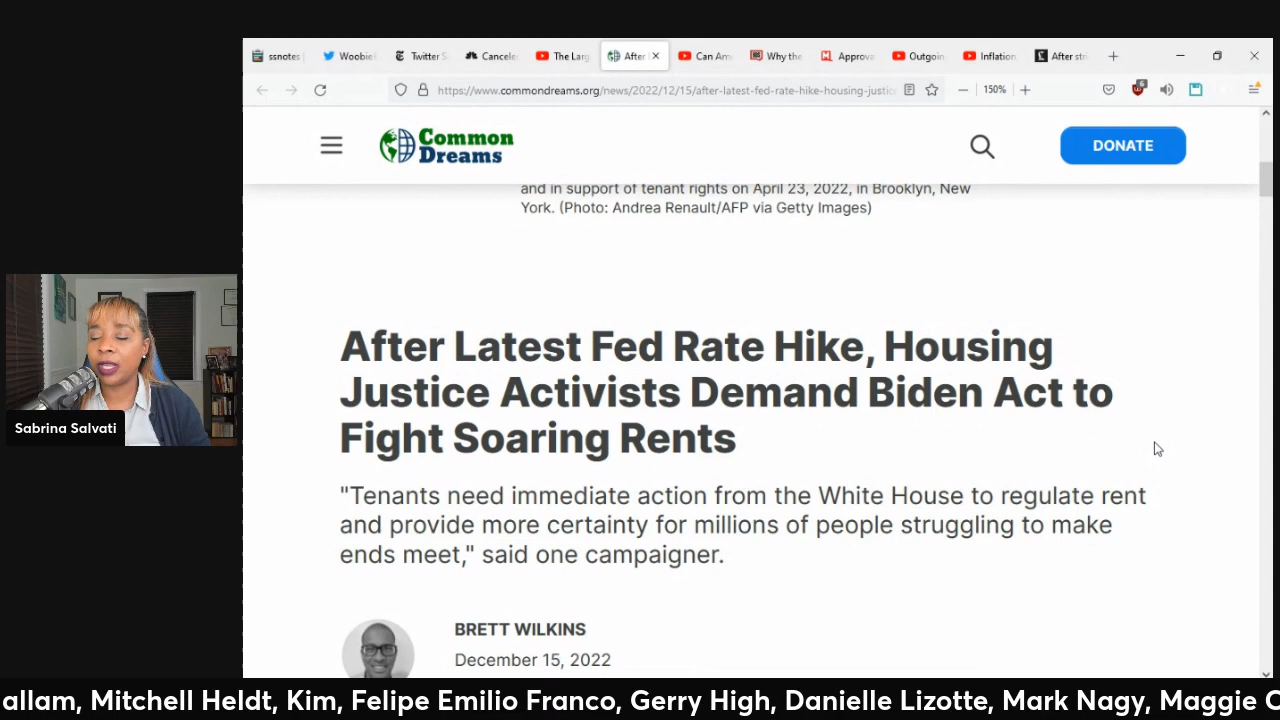 ssnotes
Woobie
Twitter S
Cancele
The Larg
After
Can Am
Why the
Approva
Outgoin
Inflation
After str
https://www.commondreams.org/news/2022/12/15/after-latest-fed-rate-hike-housing-justic
150%
Common
Dreams
DONATE
and in support of tenant rights on April 23, 2022, in Brooklyn, New
York. (Photo: Andrea Renault/AFP via Getty Images)
After Latest Fed Rate Hike, Housing
Justice Activists Demand Biden Act to
Fight Soaring Rents
"Tenants need immediate action from the White House to regulate rent
and provide more certainty for millions of people struggling to make
ends meet," said one campaigner.
BRETT WILKINS
December 15, 2022
Sabrina Salvati
allam, Mitchell Heldt, Kim, Felipe Emilio Franco, Gerry High, Danielle Lizotte, Mark Nagy, Maggie C